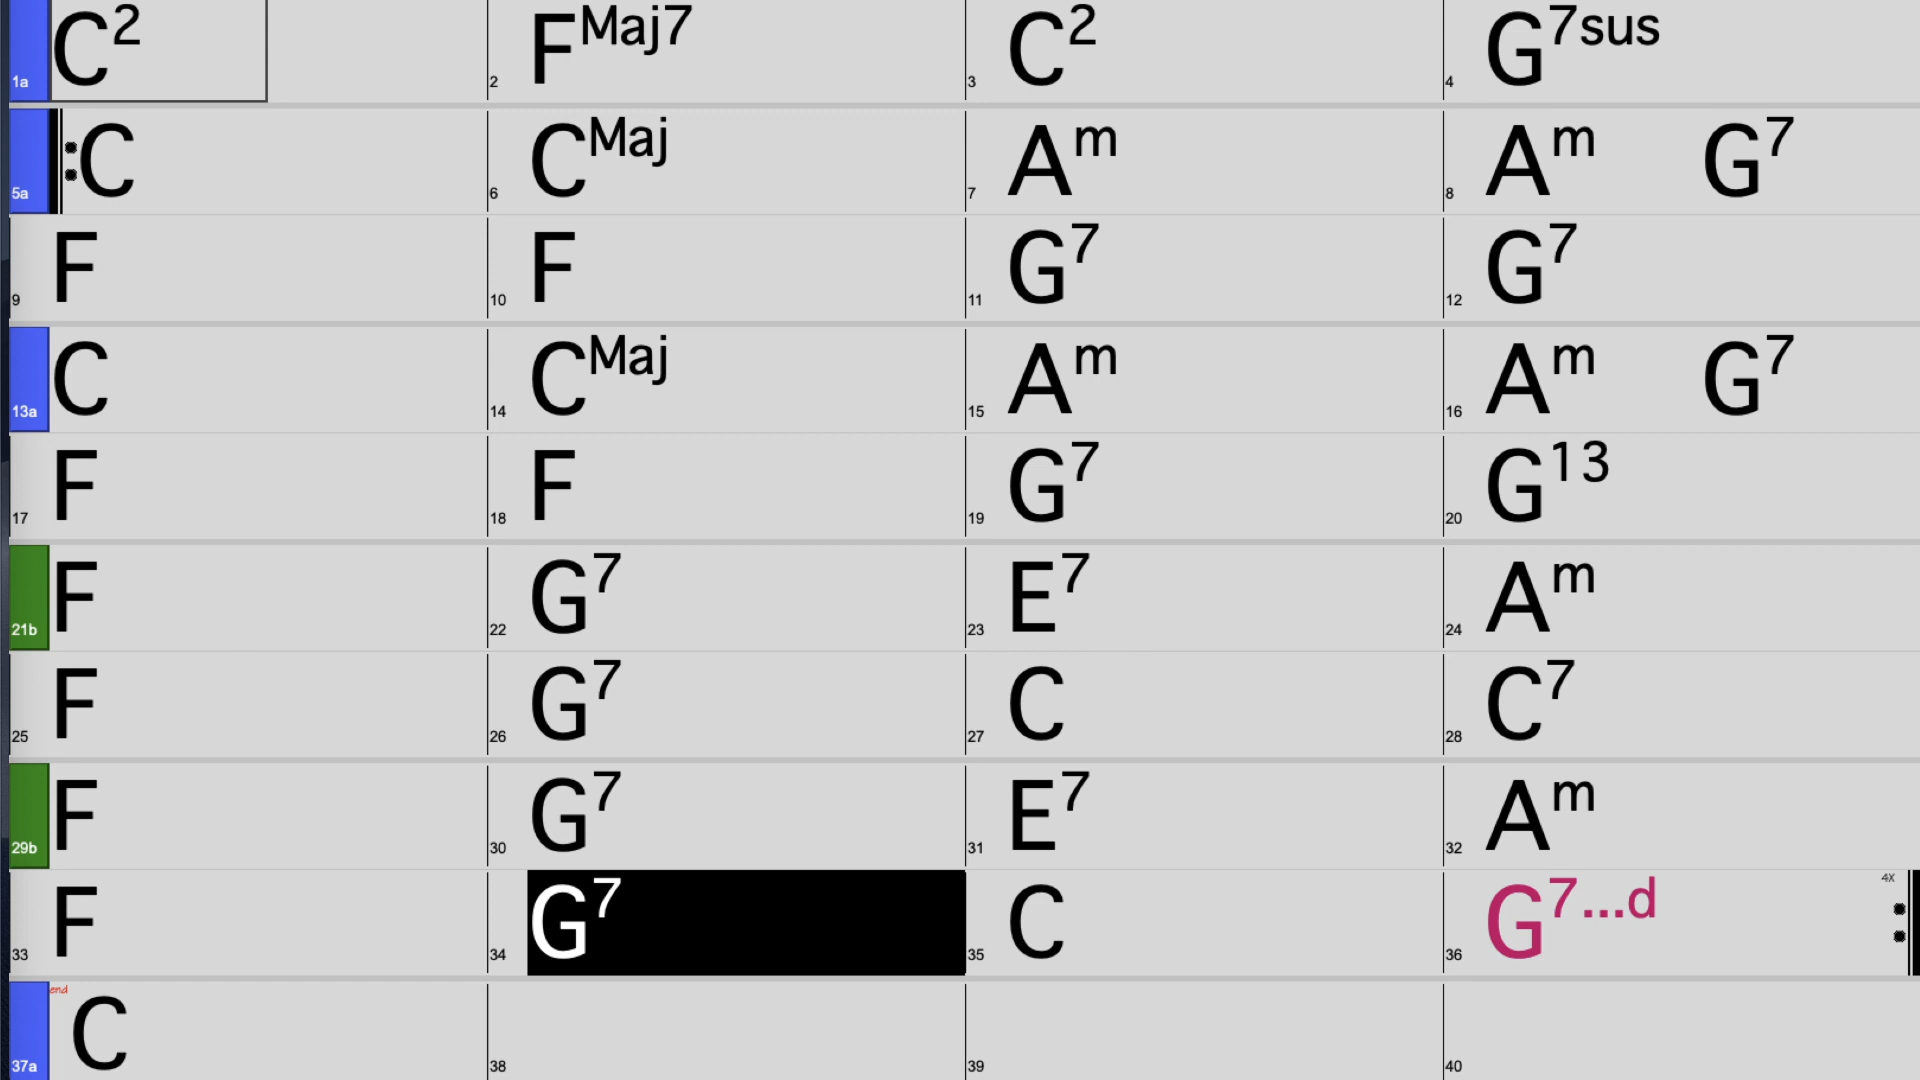 1a C2 2 FMaj7 3 C2 4 G7sus
5a C 6 CMaj 7 Am 8 Am G7
9 F 10 F 11 G7 12 G7
13a C 14 CMaj 15 Am 16 Am G7
17 F 18 F 19 G7 20 G13
21b F 22 G7 23 E7 24 Am
25 F 26 G7 27 C 28 C7
29b F 30 G7 31 E7 32 Am
33 F 34 G7 35 C 36 G7...d 4X
37a end C 38 39 40